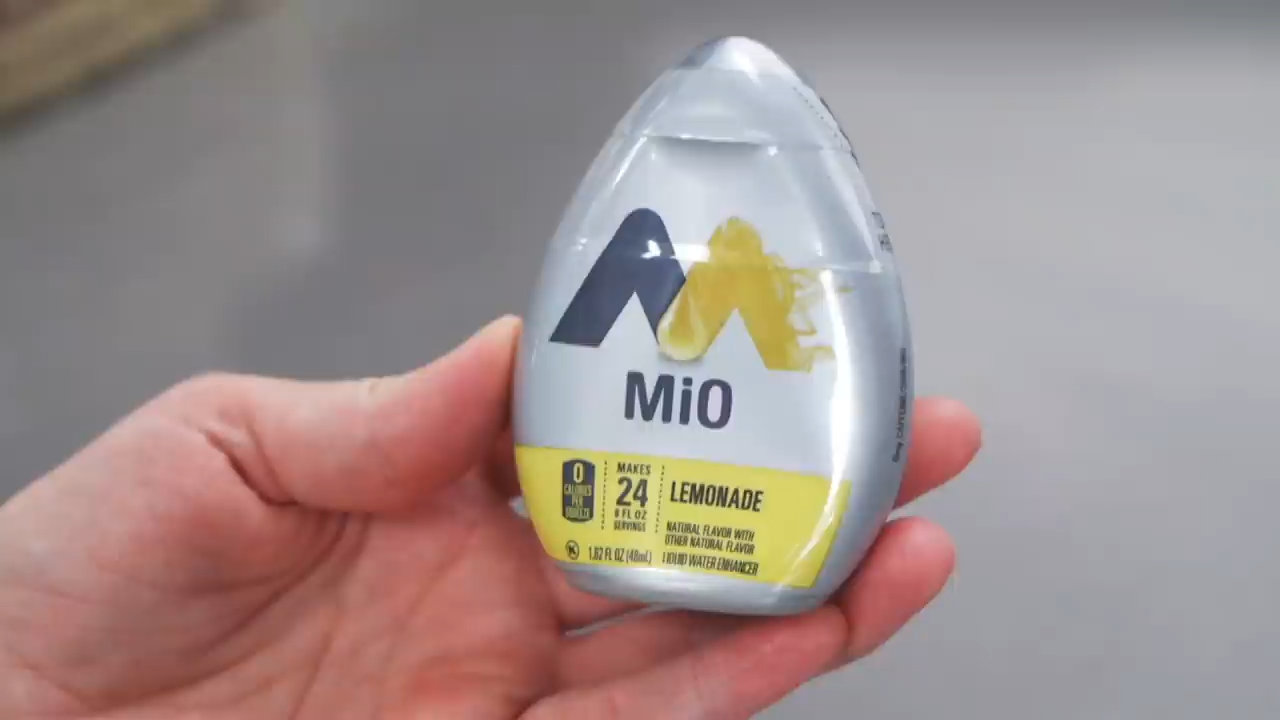 MiO
0
CALORIES
PER
SQUEEZE
MAKES
24
8 FL OZ
SERVINGS
LEMONADE
NATURAL FLAVOR WITH
OTHER NATURAL FLAVOR
K
1.62 FL OZ (48mL)
LIQUID WATER ENHANCER